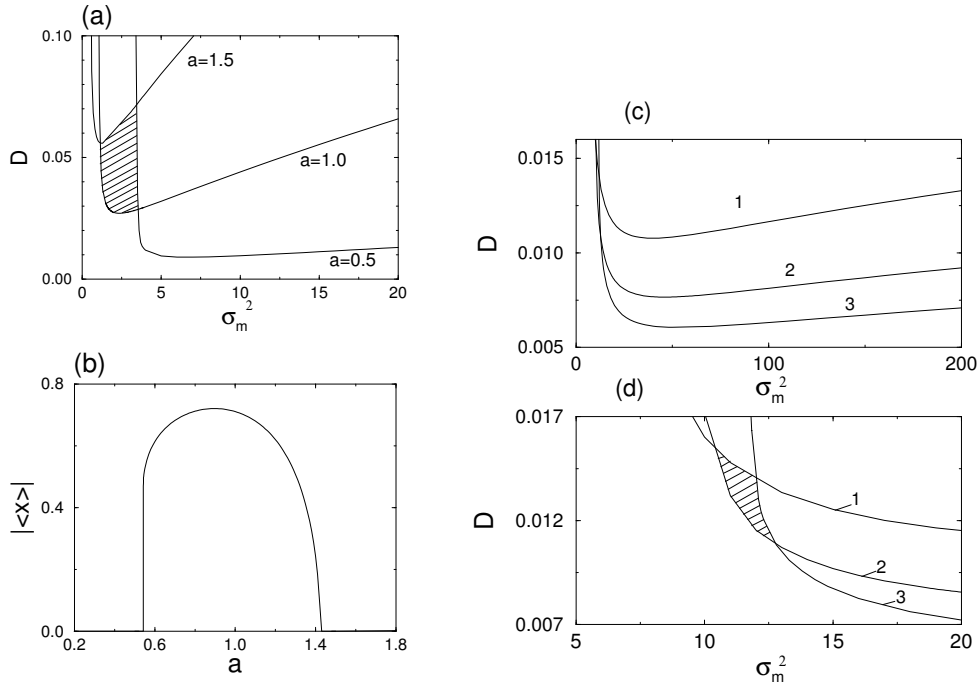 (a)
0.10
0.05
0.00
D
a=1.5
a=1.0
a=0.5
0 5 10 15 20
σm²
(b)
0.8
0.4
0.0
|<x>|
0.2 0.6 1.0 1.4 1.8
a
(c)
0.015
0.010
0.005
D
1
2
3
0 100 200
σm²
(d)
0.017
0.012
0.007
D
1
2
3
5 10 15 20
σm²